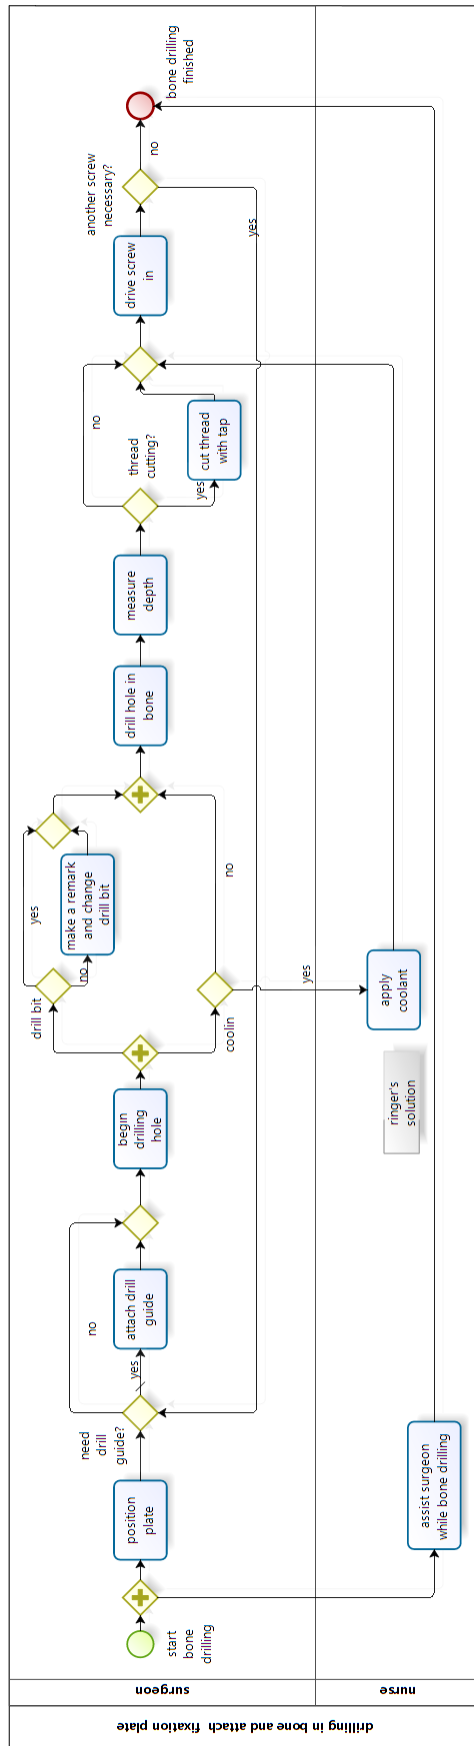 drilling in bone and attach fixation plate
surgeon
nurse
start
bone
drilling
position
plate
need
drill
guide?
yes
no
attach drill
guide
begin
drilling
hole
drill bit
yes
no
make a remark
and change
drill bit
coolin
no
yes
drill hole in
bone
measure
depth
thread
cutting?
no
yes
cut thread
with tap
drive screw
in
another screw
necessary?
yes
no
bone drilling
finished
assist surgeon
while bone drilling
ringer's
solution
apply
coolant